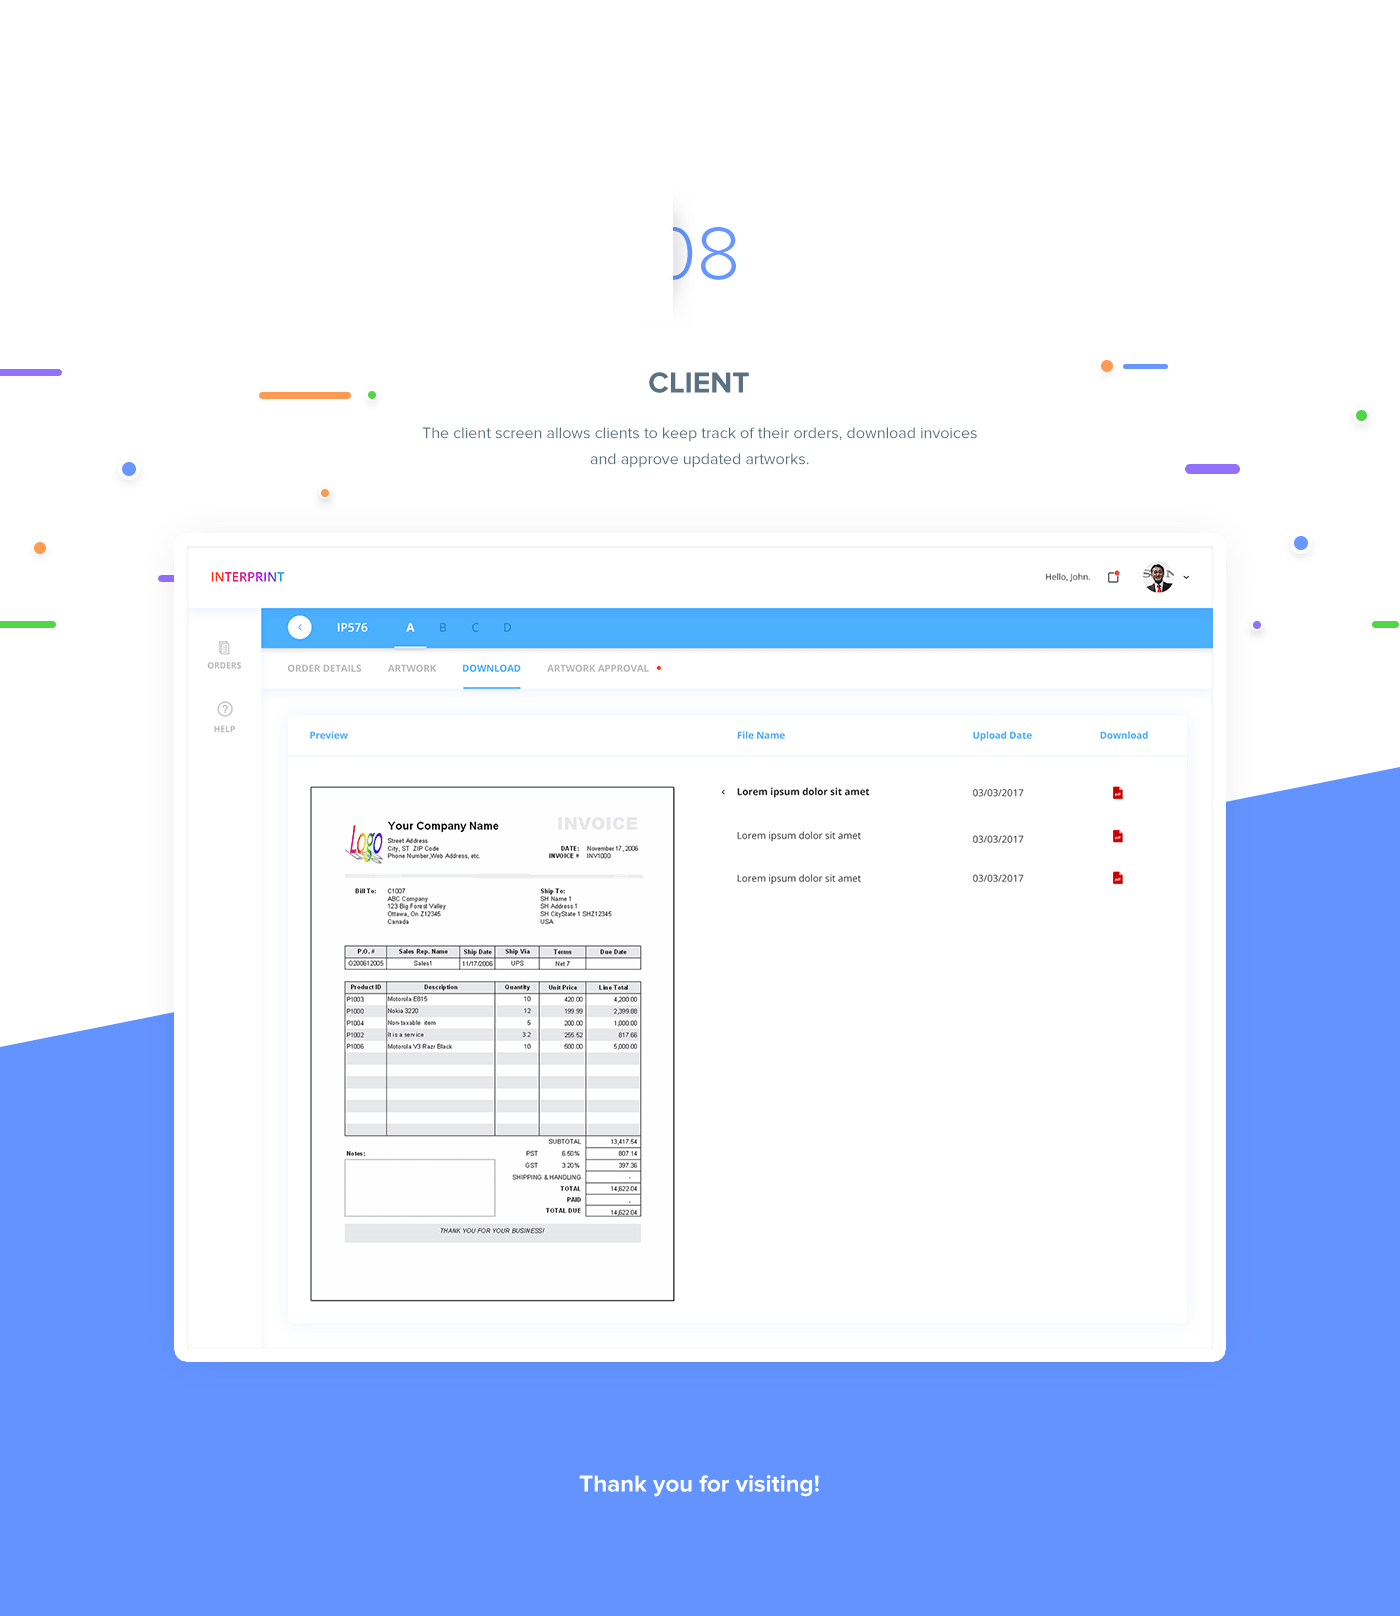 08
CLIENT
The client screen allows clients to keep track of their orders, download invoices
and approve updated artworks.
INTERPRINT
Hello, John.
IP576 A B C D
ORDERS
HELP
ORDER DETAILS ARTWORK DOWNLOAD ARTWORK APPROVAL
Preview File Name Upload Date Download
Lorem ipsum dolor sit amet 03/03/2017
Lorem ipsum dolor sit amet 03/03/2017
Lorem ipsum dolor sit amet 03/03/2017
Logo
Your Company Name INVOICE
Street Address
City, ST ZIP Code DATE: November 17, 2006
Phone Number,Web Address, etc. INVOICE # INV1000
Bill To: C1007 Ship To:
ABC Company SH Name 1
123 Big Forest Valley SH Address 1
Ottawa, On Z12345 SH CityState 1 SHZ12345
Canada USA
P.O. # Sales Rep. Name Ship Date Ship Via Terms Due Date
O200612005 Sales1 11/17/2006 UPS Net 7
Product ID Description Quantity Unit Price Line Total
P1003 Motorola E815 10 420.00 4,200.00
P1000 Nokia 3220 12 199.99 2,399.88
P1004 Non-taxable item 5 200.00 1,000.00
P1002 It is a service 3.2 255.52 817.66
P1006 Motorola V3 Razr Black 10 500.00 5,000.00
SUBTOTAL 13,417.54
Notes: PST 6.50% 807.14
GST 3.20% 397.36
SHIPPING & HANDLING -
TOTAL 14,622.04
PAID -
TOTAL DUE 14,622.04
THANK YOU FOR YOUR BUSINESS!
Thank you for visiting!